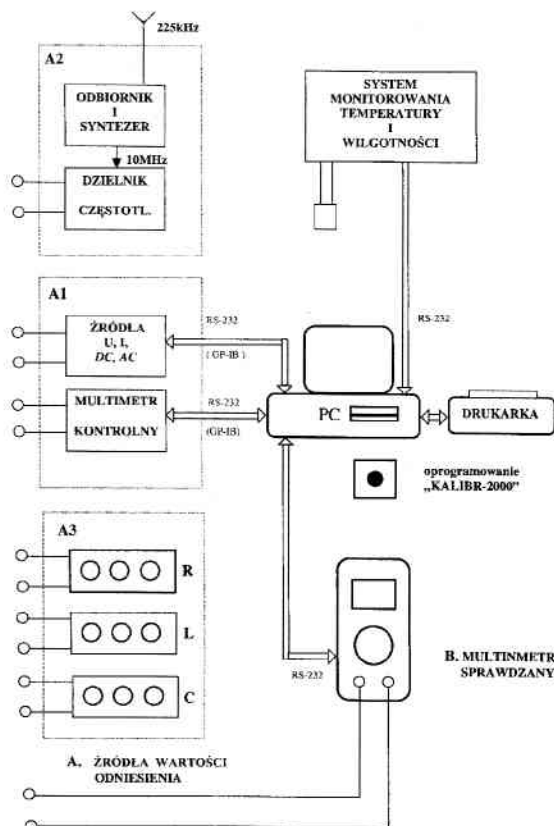 225kHz
A2
ODBIORNIK
I
SYNTEZER
10MHz
DZIELNIK
CZĘSTOTL.
SYSTEM
MONITOROWANIA
TEMPERATURY
I
WILGOTNOŚCI
A1
ŹRÓDŁA
U, I,
DC, AC
RS-232
( GP-IB )
MULTIMETR
KONTROLNY
RS-232
(GP-IB)
RS-232
PC
DRUKARKA
oprogramowanie
„KALIBR-2000"
A3
R
L
C
RS-232
B. MULTINMETR
SPRAWDZANY
A. ŹRÓDŁA WARTOŚCI
ODNIESIENIA